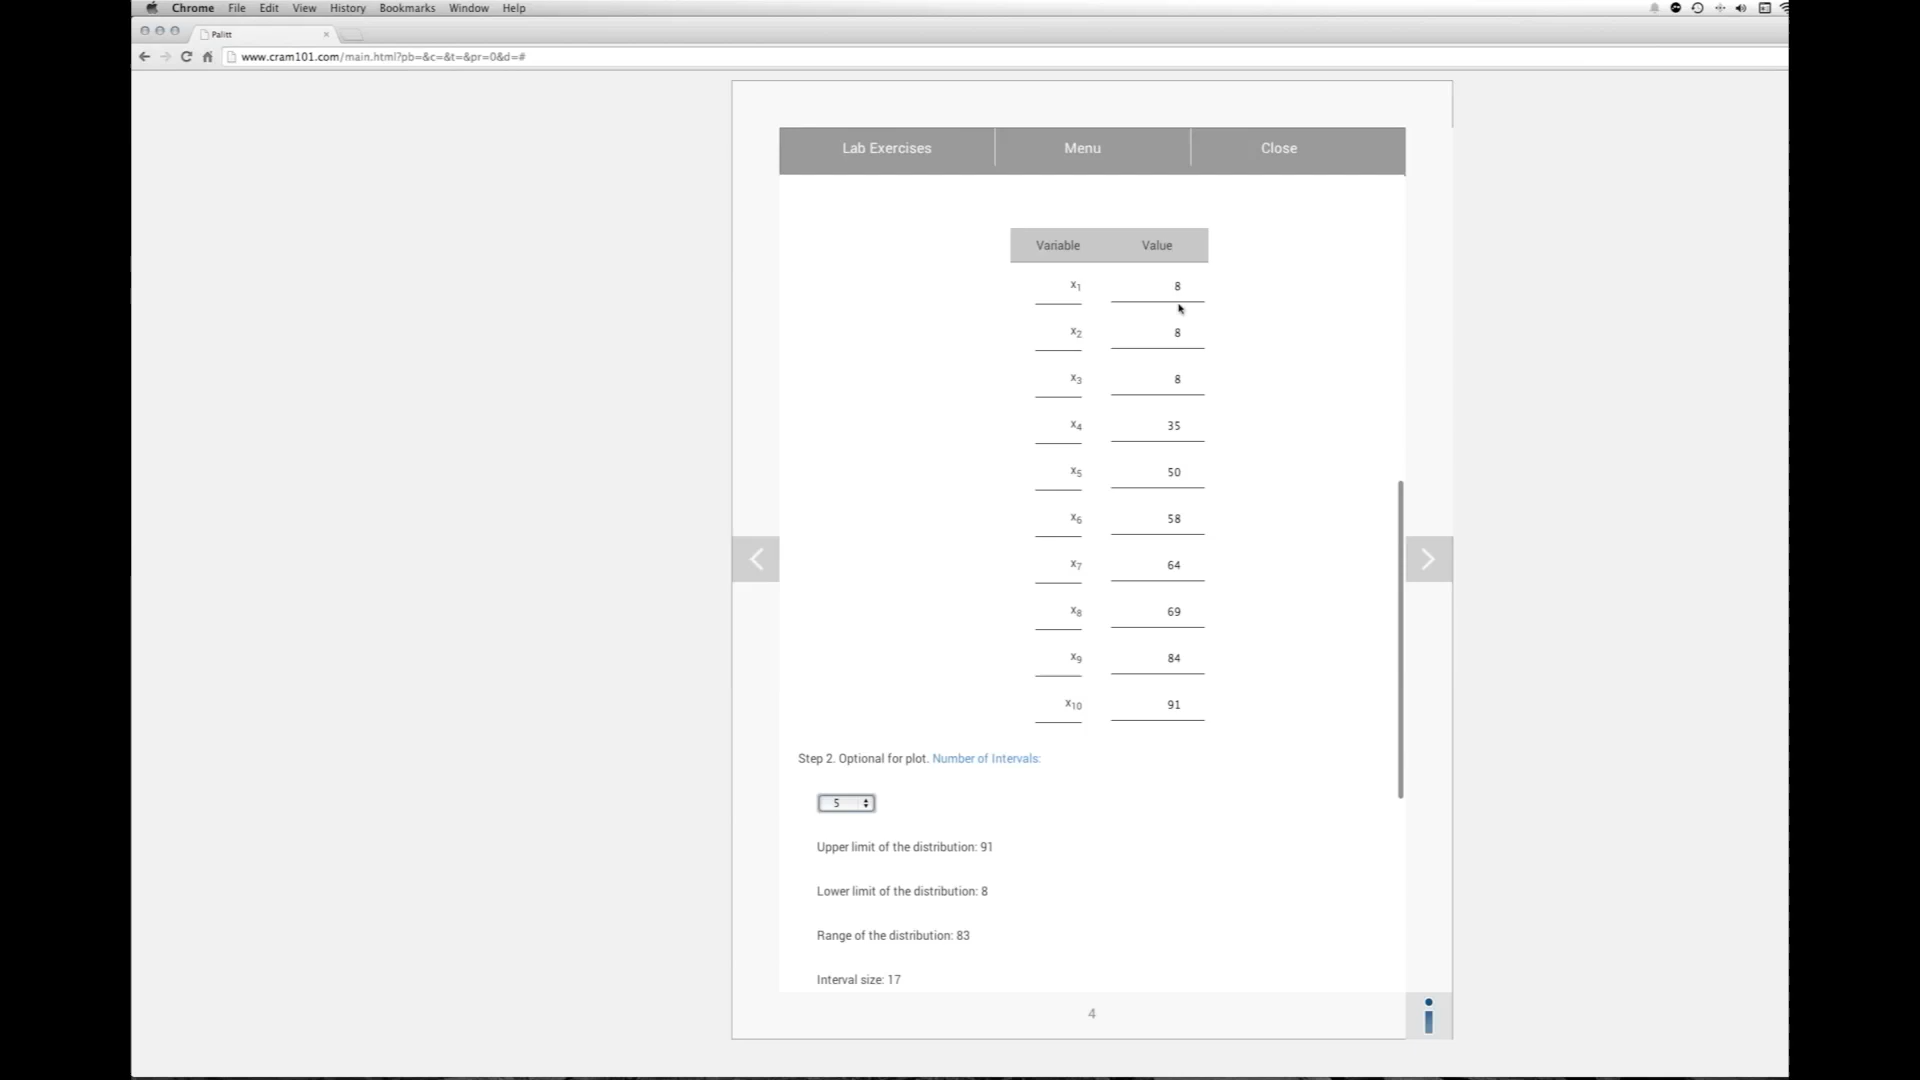 Chrome File Edit View History Bookmarks Window Help
Palitt
www.cram101.com/main.html?pb=&c=&t=&pr=0&d=#
Lab Exercises Menu Close
Variable Value
x1 8
x2 8
x3 8
x4 35
x5 50
x6 58
x7 64
x8 69
x9 84
x10 91
Step 2. Optional for plot. Number of Intervals:
5
Upper limit of the distribution: 91
Lower limit of the distribution: 8
Range of the distribution: 83
Interval size: 17
4